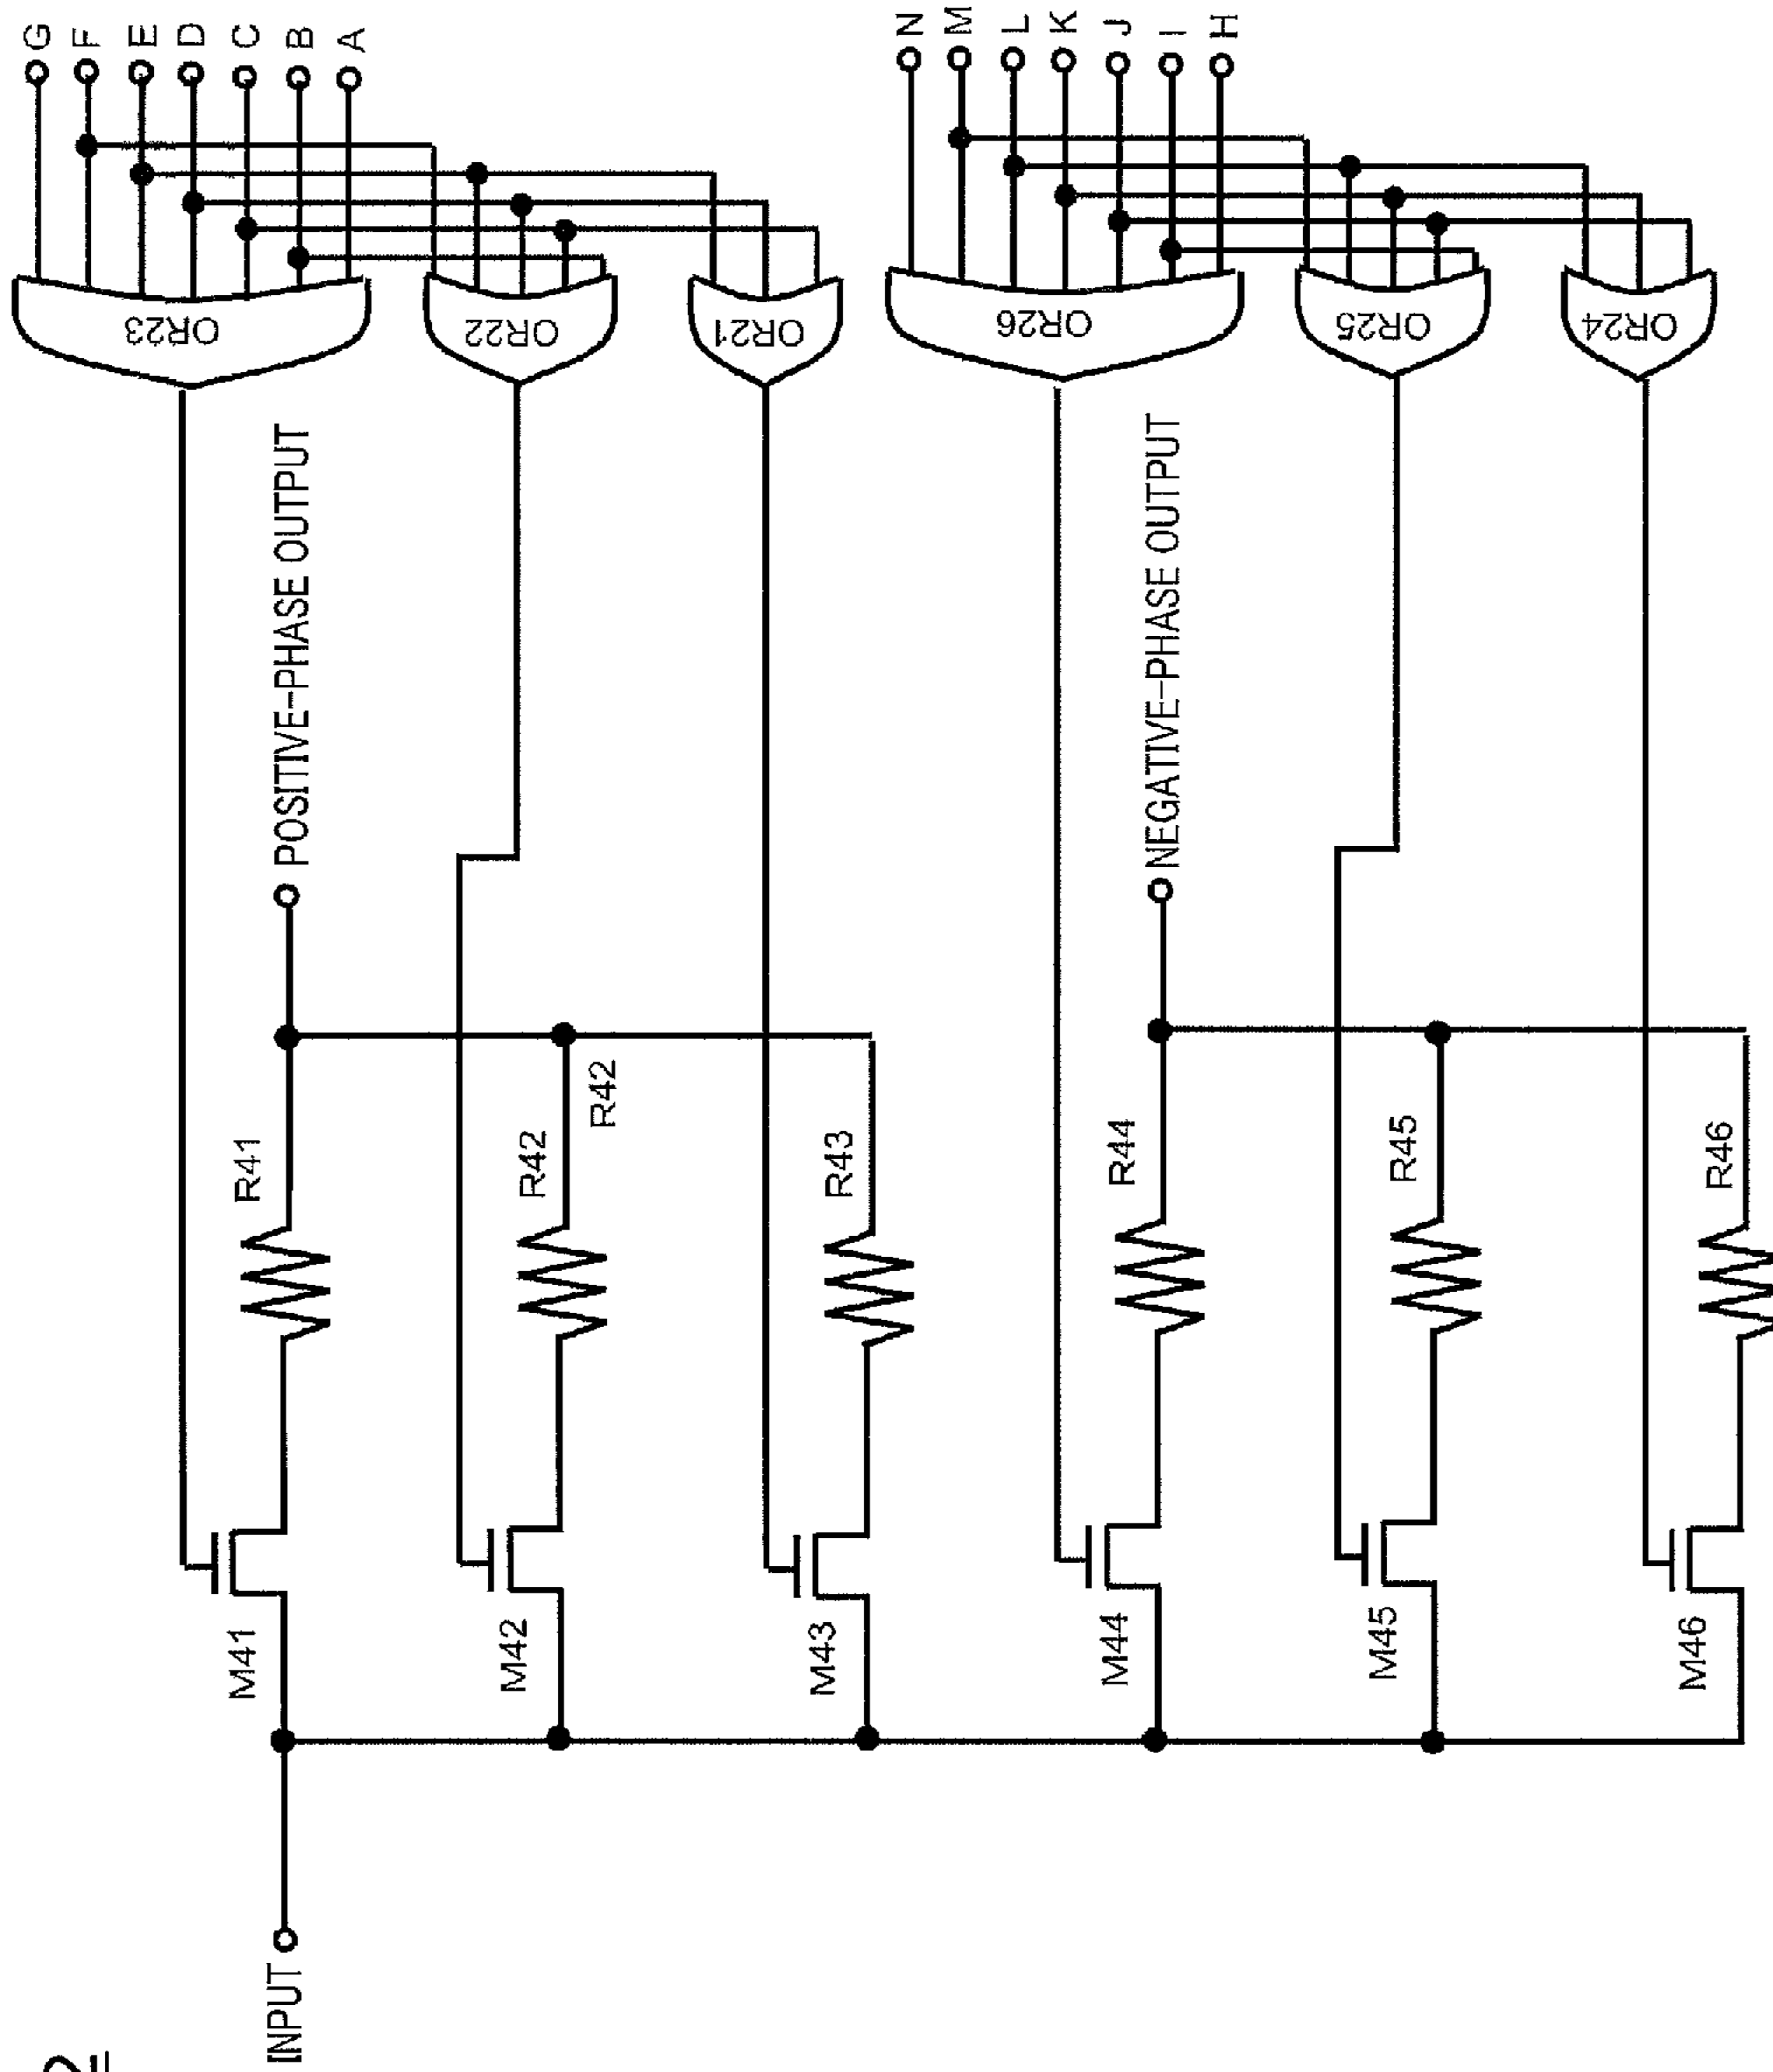 G
F
E
D
C
B
A
N
M
L
K
J
I
H
OR23
OR22
OR21
OR26
OR25
OR24
POSITIVE-PHASE OUTPUT
NEGATIVE-PHASE OUTPUT
R41
R42
R42
R43
R44
R45
R46
M41
M42
M43
M44
M45
M46
INPUT
2